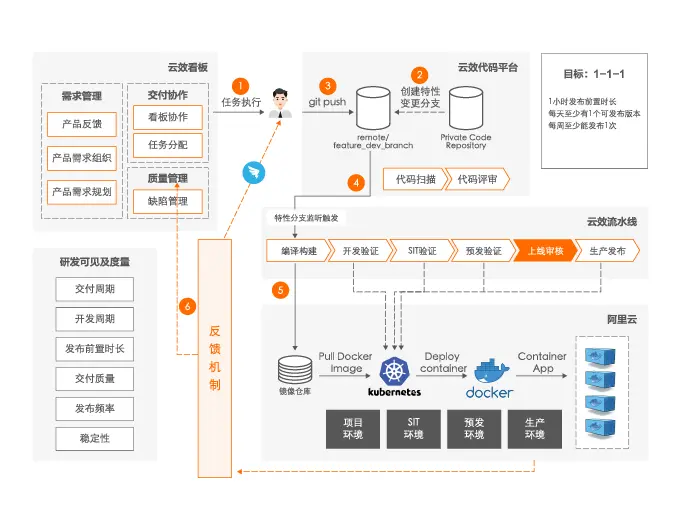 云效看板
需求管理
产品反馈
产品需求组织
产品需求规划
交付协作
看板协作
任务分配
质量管理
缺陷管理
1
任务执行
云效代码平台
3
git push
2
创建特性
变更分支
remote/
feature_dev_branch
Private Code
Repository
4
代码扫描
代码评审
目标：1-1-1
1小时发布前置时长
每天至少有1个可发布版本
每周至少能发布1次
特性分支监听触发
云效流水线
编译构建
开发验证
SIT验证
预发验证
上线审核
生产发布
研发可见及度量
交付周期
开发周期
发布前置时长
交付质量
发布频率
稳定性
6
反
馈
机
制
5
阿里云
镜像仓库
Pull Docker
Image
kubernetes
Deploy
container
docker
Container
App
项目
环境
SIT
环境
预发
环境
生产
环境